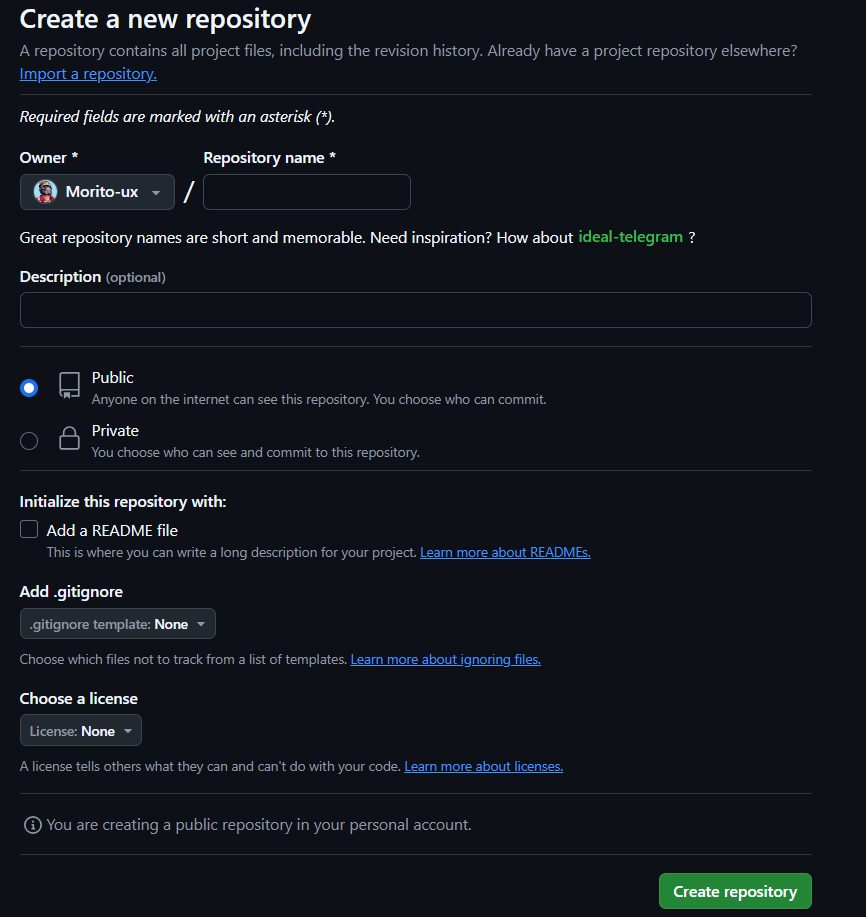 Create a new repository
A repository contains all project files, including the revision history. Already have a project repository elsewhere?
Import a repository.
Required fields are marked with an asterisk (*).
Owner * Repository name *
Morito-ux /
Great repository names are short and memorable. Need inspiration? How about ideal-telegram ?
Description (optional)
Public
Anyone on the internet can see this repository. You choose who can commit.
Private
You choose who can see and commit to this repository.
Initialize this repository with:
Add a README file
This is where you can write a long description for your project. Learn more about READMEs.
Add .gitignore
.gitignore template: None
Choose which files not to track from a list of templates. Learn more about ignoring files.
Choose a license
License: None
A license tells others what they can and can't do with your code. Learn more about licenses.
You are creating a public repository in your personal account.
Create repository